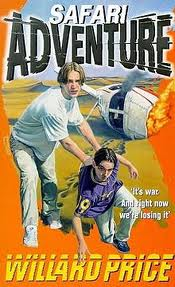 SAFARI
ADVENTURE
'It's war.
And right now
we're losing it'
WILLARD PRICE